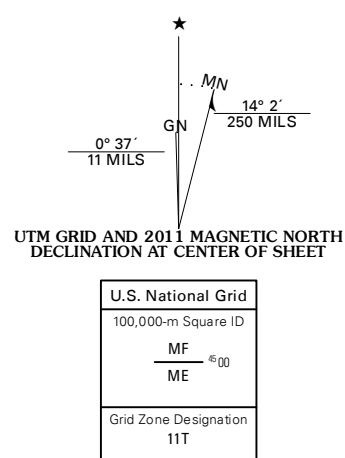 ★
MN
GN
14° 2´
250 MILS
0° 37´
11 MILS
UTM GRID AND 2011 MAGNETIC NORTH
DECLINATION AT CENTER OF SHEET
U.S. National Grid
100,000-m Square ID
MF
⁴⁵00
ME
Grid Zone Designation
11T